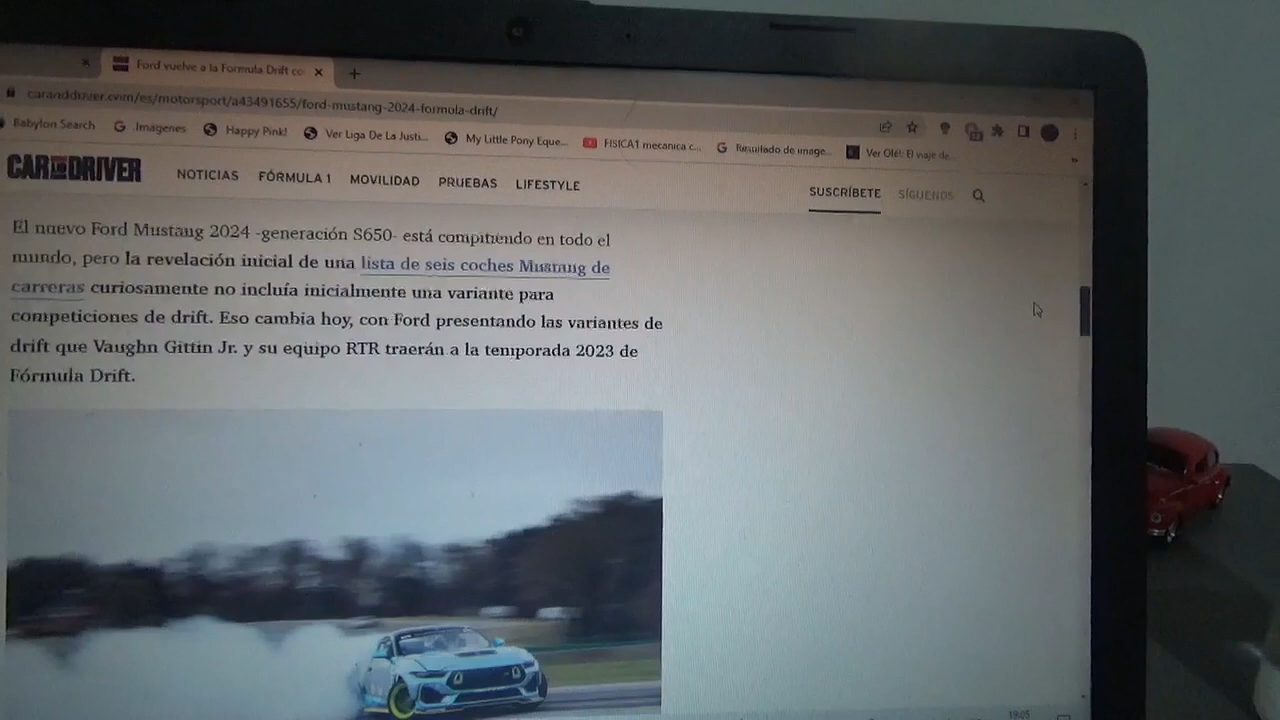 Ford vuelve a la Formula Drift co
caranddriver.com/es/motorsport/a43491655/ford-mustang-2024-formula-drift/
Babylon Search
Imagenes
Happy Pink!
Ver Liga De La Justi...
My Little Pony Eque...
FISICA1 mecanica c...
Resultado de image...
Ver Olé!: El viaje de...
CAR AND DRIVER
NOTICIAS FÓRMULA 1 MOVILIDAD PRUEBAS LIFESTYLE
SUSCRÍBETE SÍGUENOS
El nuevo Ford Mustang 2024 -generación S650- está compitiendo en todo el
mundo, pero la revelación inicial de una lista de seis coches Mustang de
carreras curiosamente no incluía inicialmente una variante para
competiciones de drift. Eso cambia hoy, con Ford presentando las variantes de
drift que Vaughn Gittin Jr. y su equipo RTR traerán a la temporada 2023 de
Fórmula Drift.
19:05